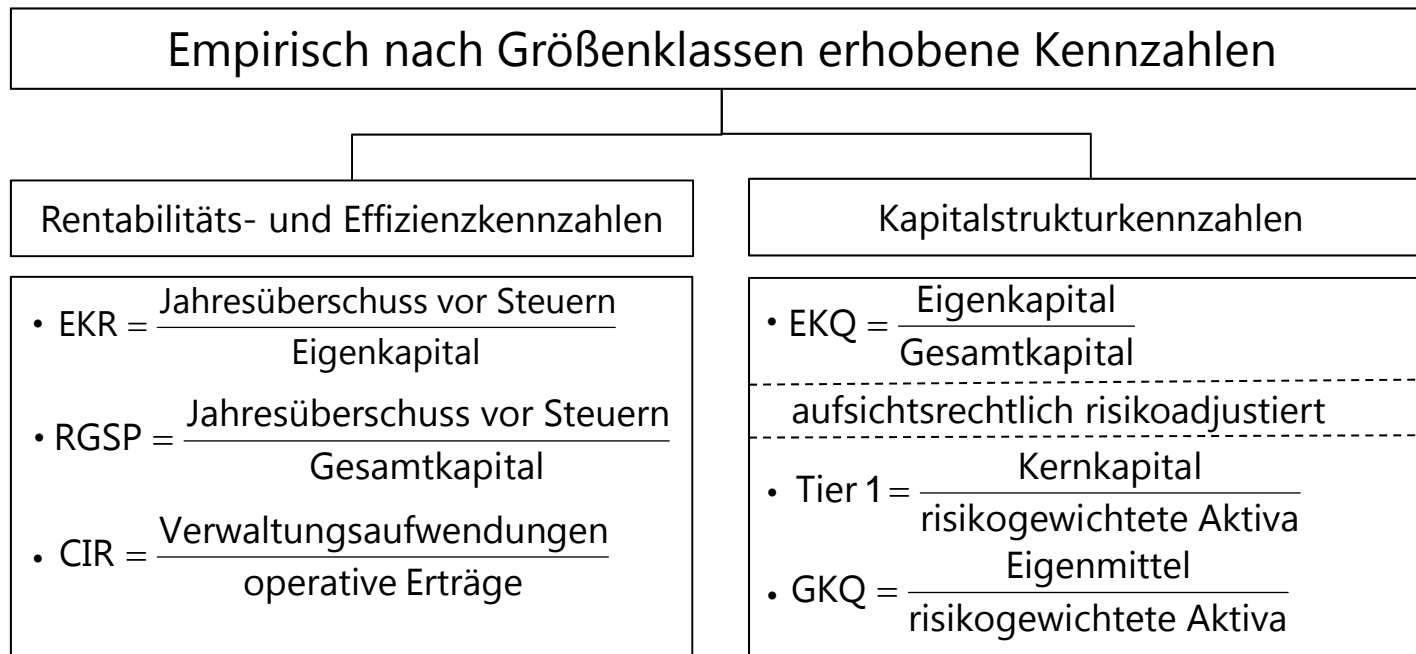 Empirisch nach Größenklassen erhobene Kennzahlen
Rentabilitäts- und Effizienzkennzahlen
• EKR = Jahresüberschuss vor Steuern
Eigenkapital
• RGSP = Jahresüberschuss vor Steuern
Gesamtkapital
• CIR = Verwaltungsaufwendungen
operative Erträge
Kapitalstrukturkennzahlen
• EKQ = Eigenkapital
Gesamtkapital
aufsichtsrechtlich risikoadjustiert
• Tier 1 = Kernkapital
risikogewichtete Aktiva
• GKQ = Eigenmittel
risikogewichtete Aktiva